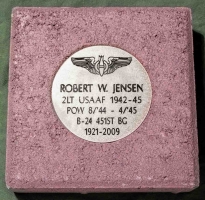 ROBERT W. JENSEN
2LT USAAF 1942-45
POW 8/'44 - 4/'45
B-24 451ST BG
1921-2009